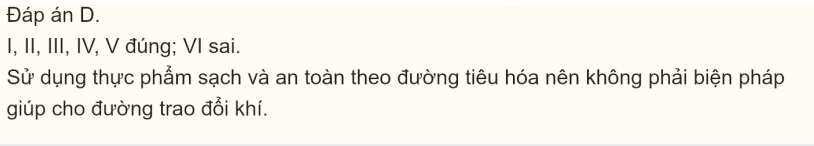 Đáp án D.
I, II, III, IV, V đúng; VI sai.
Sử dụng thực phẩm sạch và an toàn theo đường tiêu hóa nên không phải biện pháp
giúp cho đường trao đổi khí.